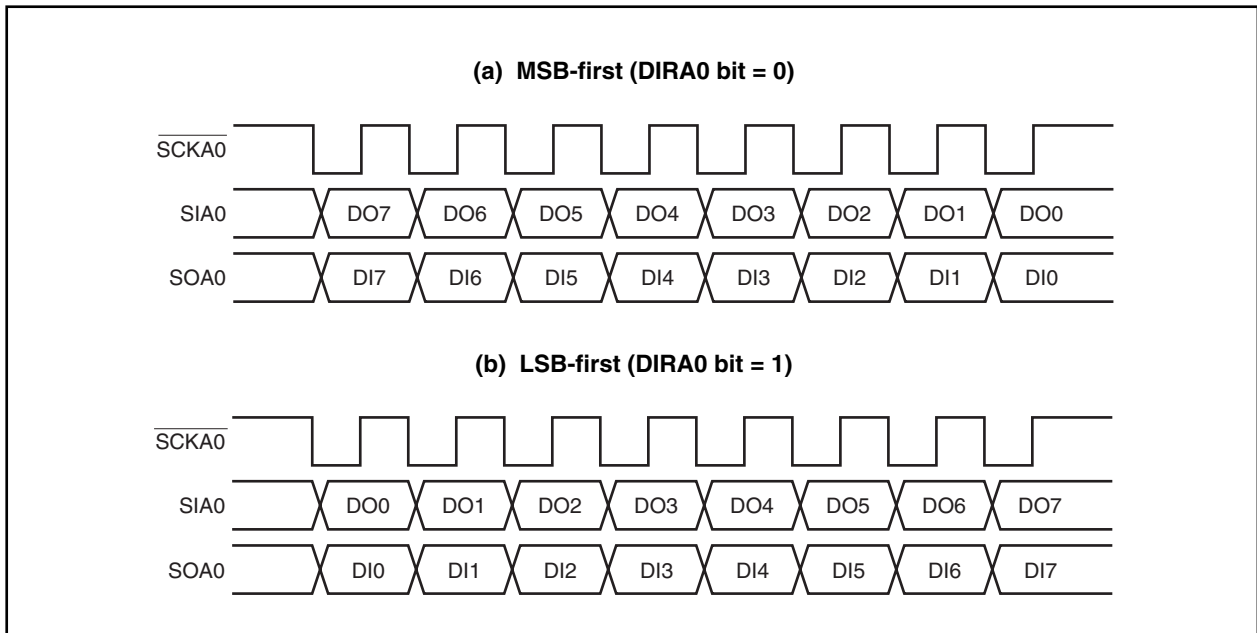 (a) MSB-first (DIRA0 bit = 0)
SCKA0
SIA0 DO7 DO6 DO5 DO4 DO3 DO2 DO1 DO0
SOA0 DI7 DI6 DI5 DI4 DI3 DI2 DI1 DI0
(b) LSB-first (DIRA0 bit = 1)
SCKA0
SIA0 DO0 DO1 DO2 DO3 DO4 DO5 DO6 DO7
SOA0 DI0 DI1 DI2 DI3 DI4 DI5 DI6 DI7